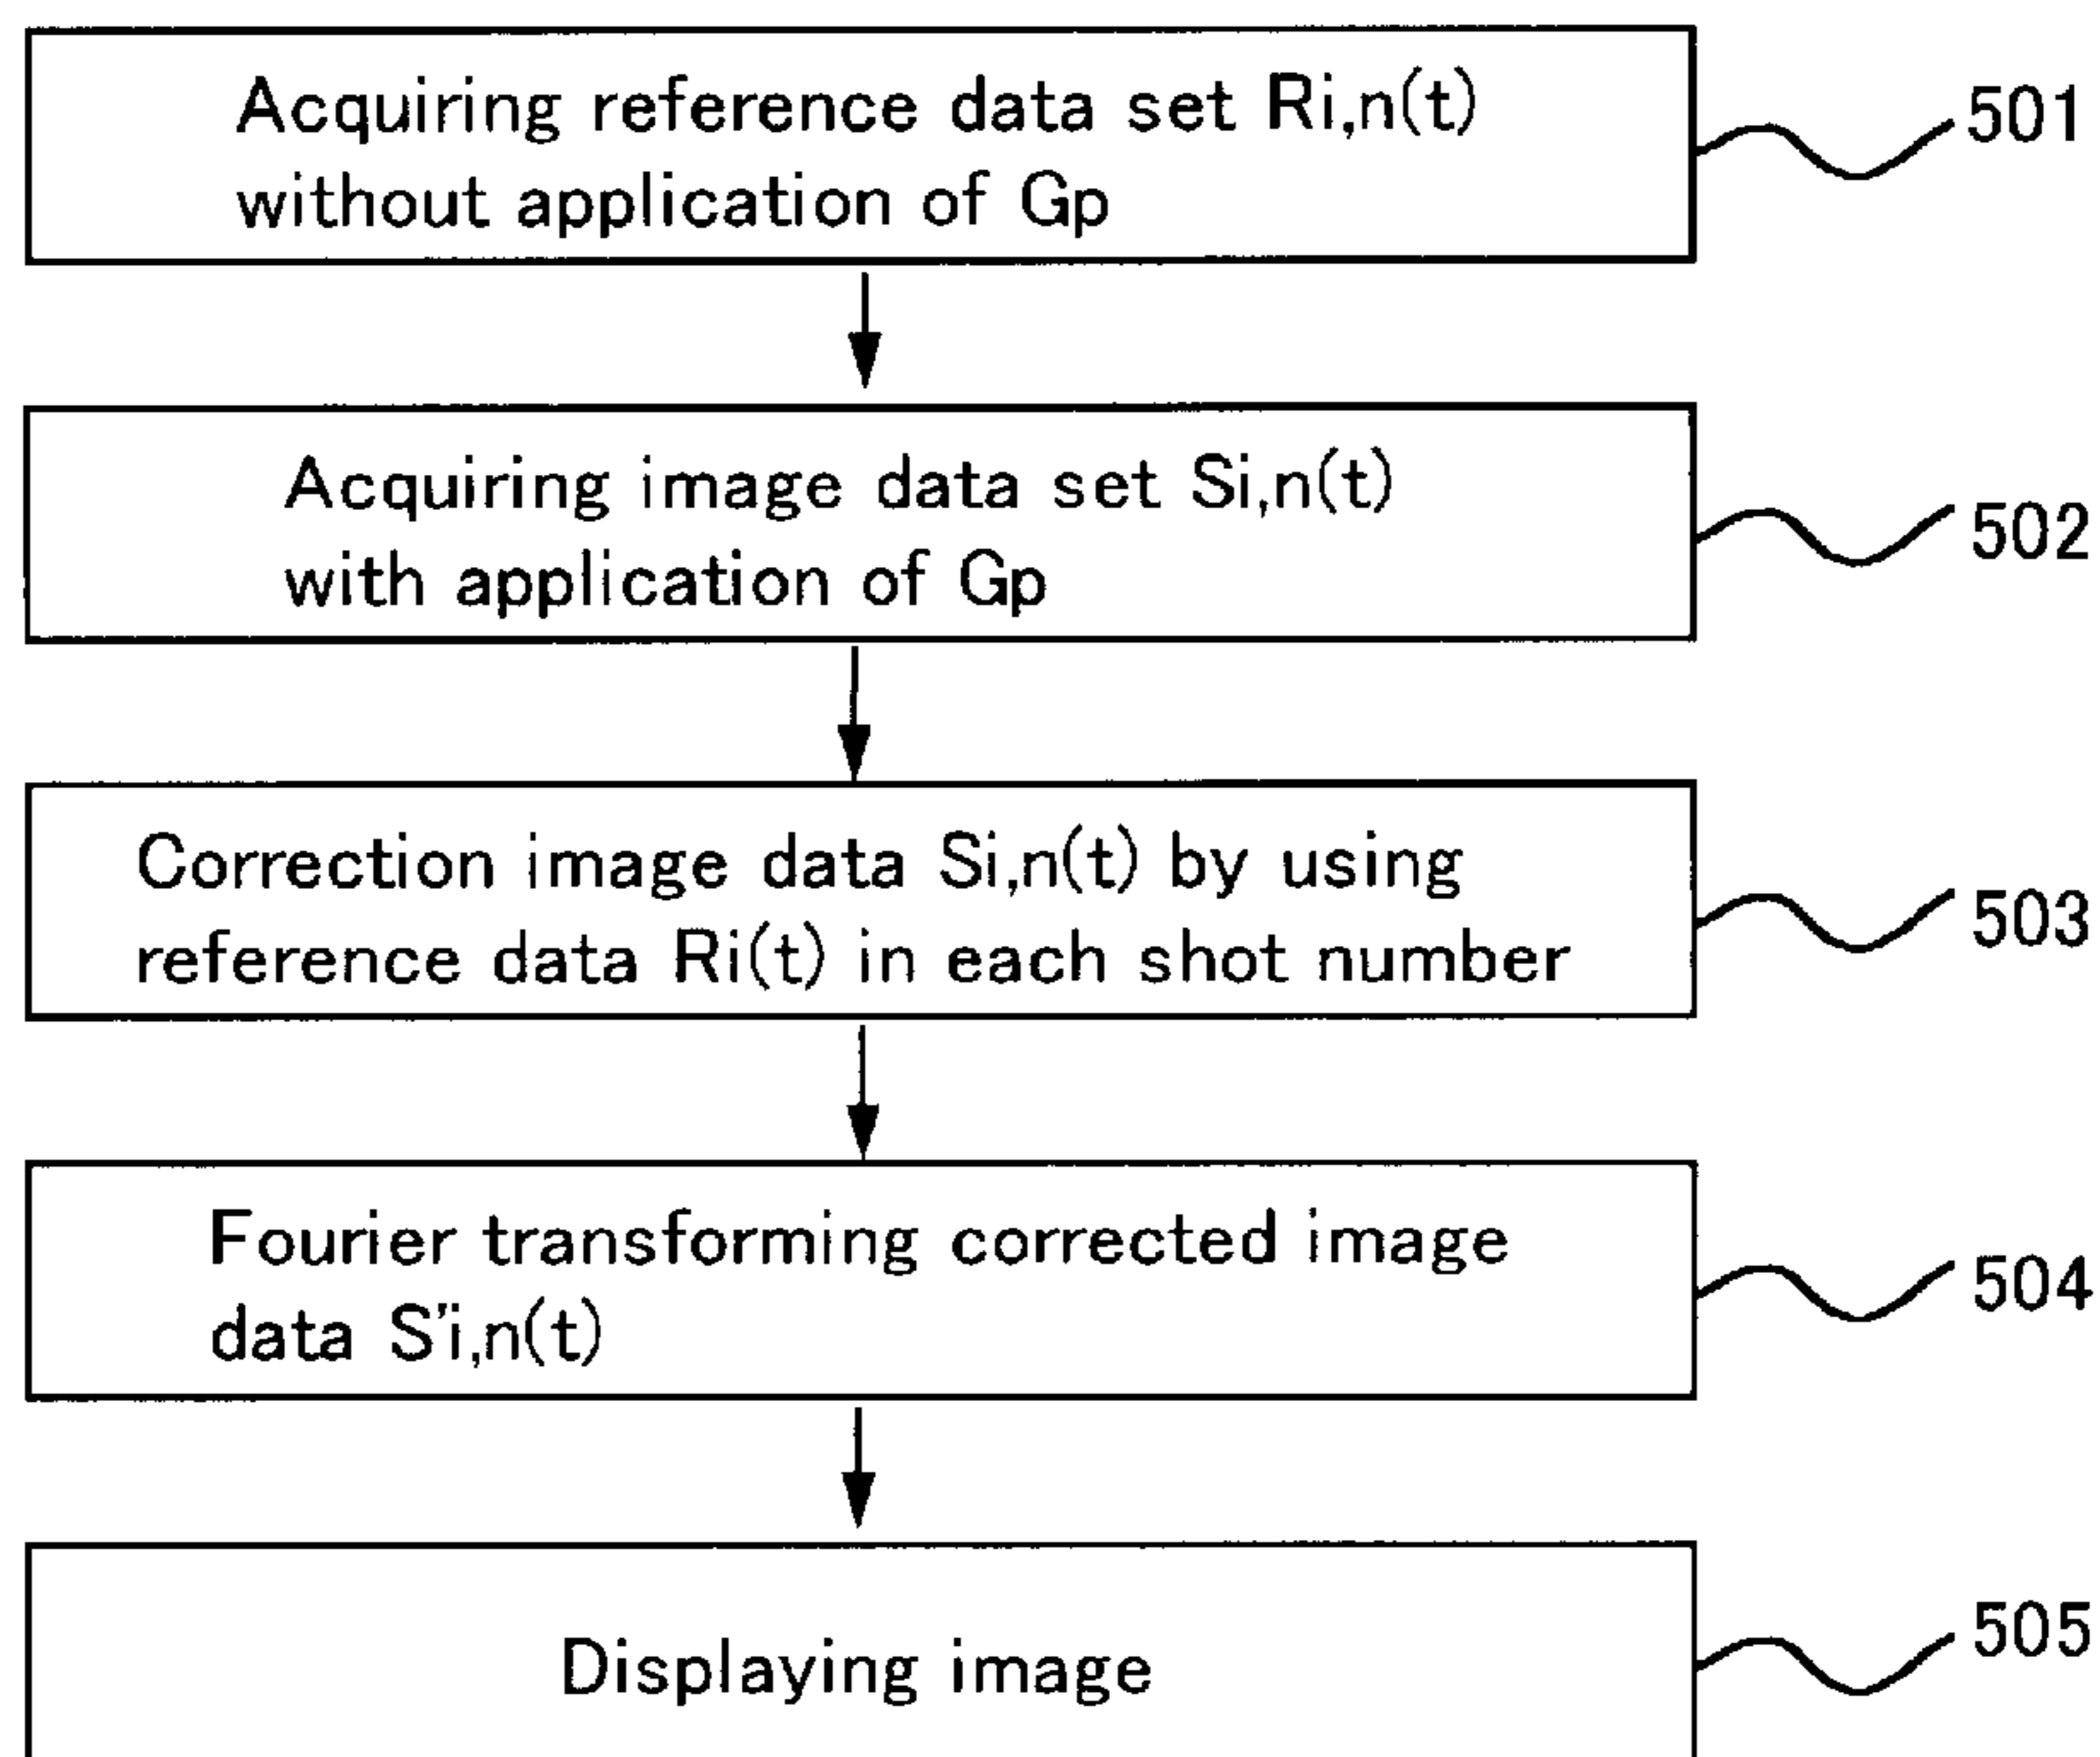 Acquiring reference data set Ri,n(t)
without application of Gp
501
Acquiring image data set Si,n(t)
with application of Gp
502
Correction image data Si,n(t) by using
reference data Ri(t) in each shot number
503
Fourier transforming corrected image
data S'i,n(t)
504
Displaying image
505